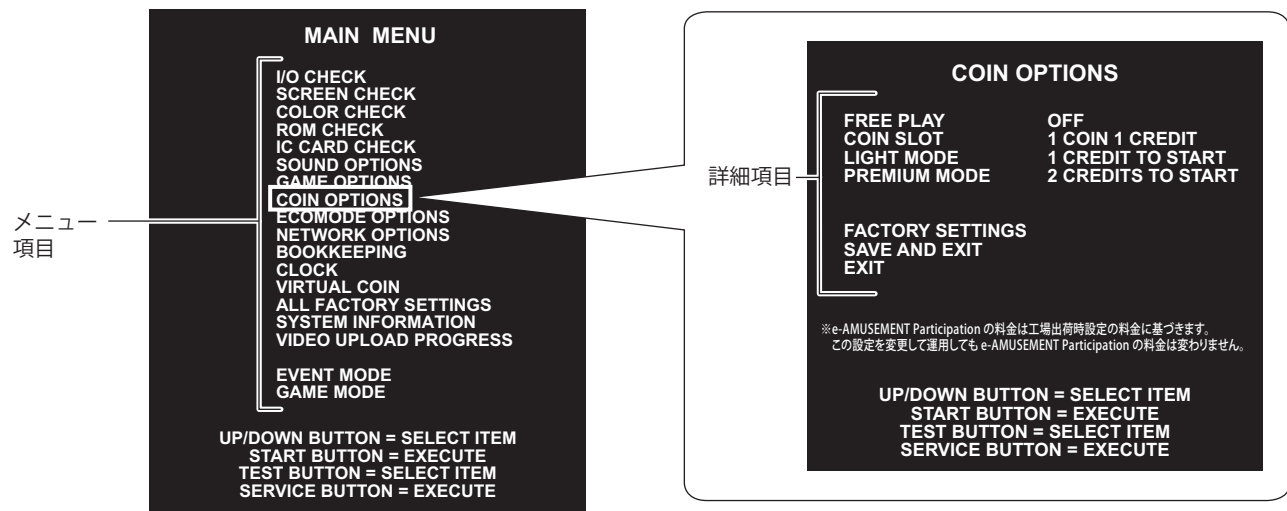 MAIN MENU
I/O CHECK
SCREEN CHECK
COLOR CHECK
ROM CHECK
IC CARD CHECK
SOUND OPTIONS
GAME OPTIONS
COIN OPTIONS
ECOMODE OPTIONS
NETWORK OPTIONS
BOOKKEEPING
CLOCK
VIRTUAL COIN
ALL FACTORY SETTINGS
SYSTEM INFORMATION
VIDEO UPLOAD PROGRESS
EVENT MODE
GAME MODE
UP/DOWN BUTTON = SELECT ITEM
START BUTTON = EXECUTE
TEST BUTTON = SELECT ITEM
SERVICE BUTTON = EXECUTE
メニュー
項目
詳細項目
COIN OPTIONS
FREE PLAY OFF
COIN SLOT 1 COIN 1 CREDIT
LIGHT MODE 1 CREDIT TO START
PREMIUM MODE 2 CREDITS TO START
FACTORY SETTINGS
SAVE AND EXIT
EXIT
※e-AMUSEMENT Participation の料金は工場出荷時設定の料金に基づきます。
この設定を変更して運用しても e-AMUSEMENT Participation の料金は変わりません。
UP/DOWN BUTTON = SELECT ITEM
START BUTTON = EXECUTE
TEST BUTTON = SELECT ITEM
SERVICE BUTTON = EXECUTE